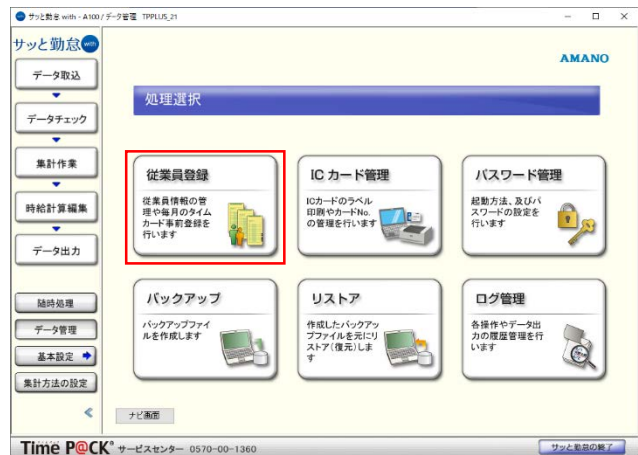 サッと勤怠 with - A100 / データ管理 TPPLUS_21
サッと勤怠with
AMANO
データ取込
処理選択
データチェック
集計作業
従業員登録
ICカード管理
パスワード管理
従業員情報の管
理や毎月のタイム
カード事前登録を
行います
ICカードのラベル
印刷やカードNo.
の管理を行います
起動方法、及びパ
スワードの設定を
行います
時給計算編集
データ出力
バックアップ
リストア
ログ管理
随時処理
バックアップファイ
ルを作成します
作成したバックアッ
プファイルを元にリ
ストア(復元)しま
す
各操作やデータ出
力の履歴管理を行
います
データ管理
基本設定
集計方法の設定
ナビ画面
Time P@CK® サービスセンター 0570-00-1360
サッと勤怠の終了